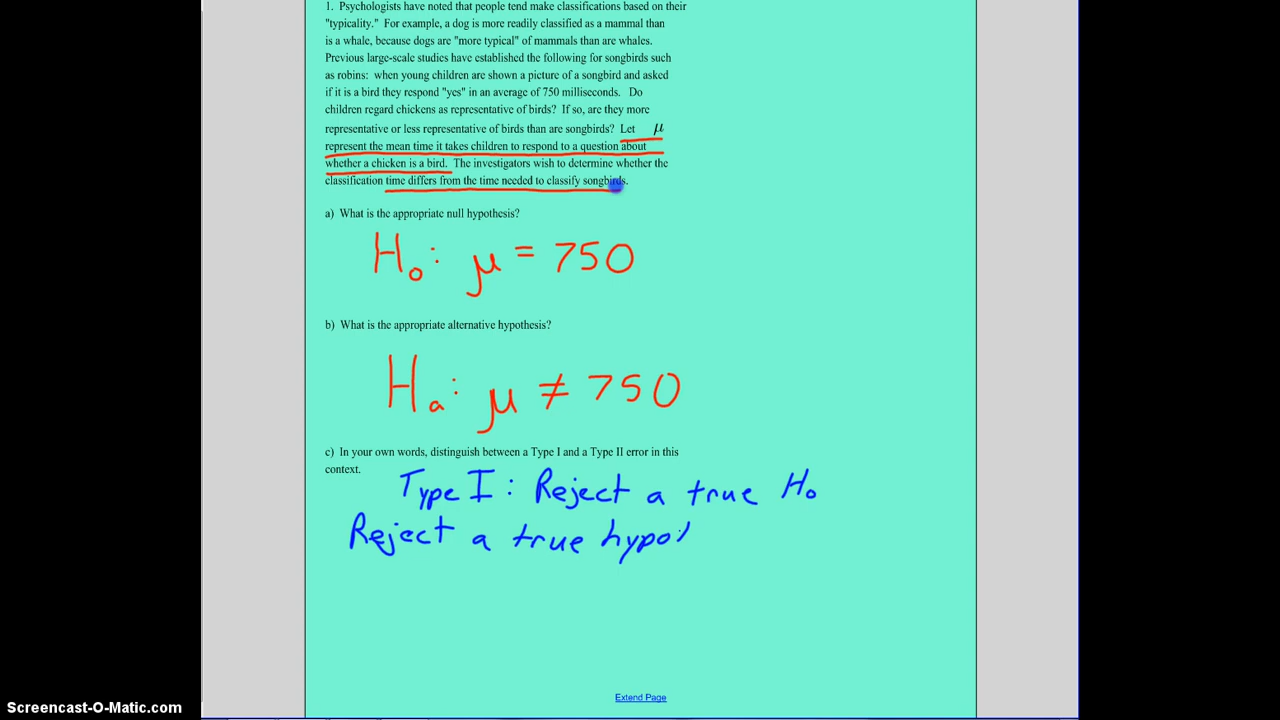 1. Psychologists have noted that people tend make classifications based on their
"typicality." For example, a dog is more readily classified as a mammal than
is a whale, because dogs are "more typical" of mammals than are whales.
Previous large-scale studies have established the following for songbirds such
as robins: when young children are shown a picture of a songbird and asked
if it is a bird they respond "yes" in an average of 750 milliseconds. Do
children regard chickens as representative of birds? If so, are they more
representative or less representative of birds than are songbirds? Let μ
represent the mean time it takes children to respond to a question about
whether a chicken is a bird. The investigators wish to determine whether the
classification time differs from the time needed to classify songbirds.
a) What is the appropriate null hypothesis?
H₀: μ = 750
b) What is the appropriate alternative hypothesis?
Hₐ: μ ≠ 750
c) In your own words, distinguish between a Type I and a Type II error in this
context.
Type I: Reject a true H₀
Reject a true hypo
Extend Page
Screencast-O-Matic.com